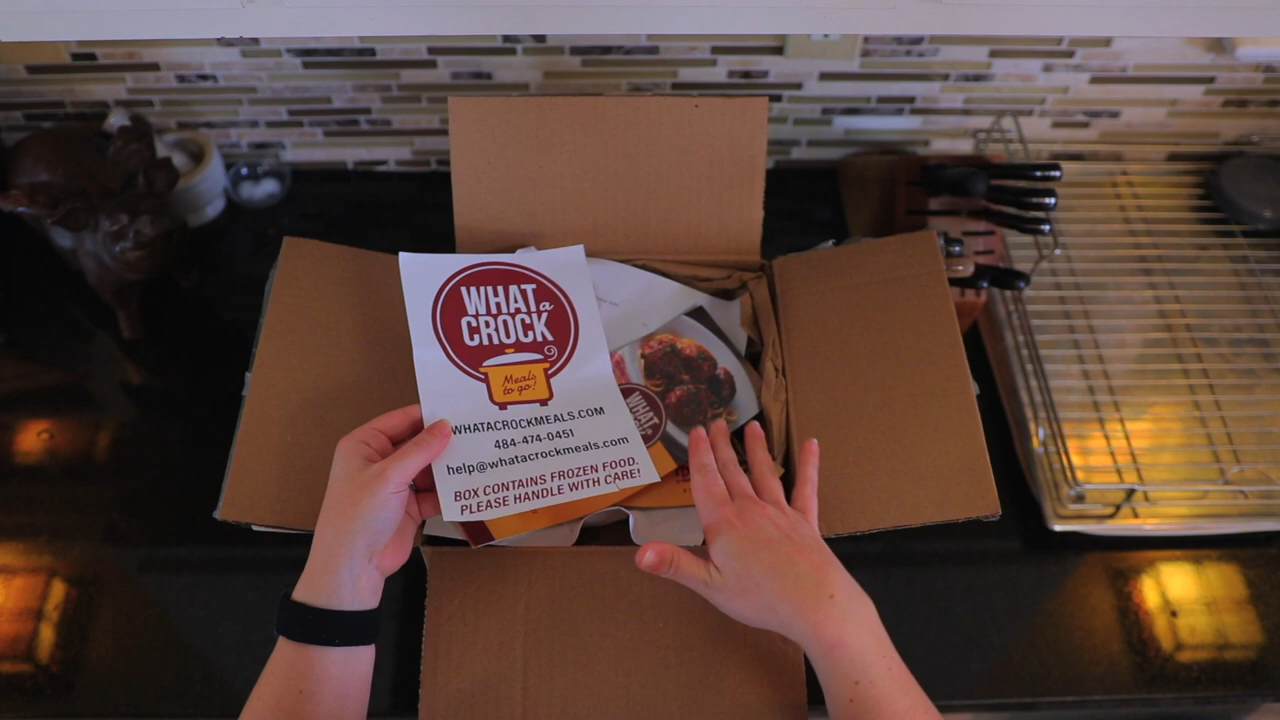 WHAT a
CROCK
Meals
to go!
WHATACROCKMEALS.COM
484-474-0451
help@whatacrockmeals.com
BOX CONTAINS FROZEN FOOD.
PLEASE HANDLE WITH CARE!
WHAT